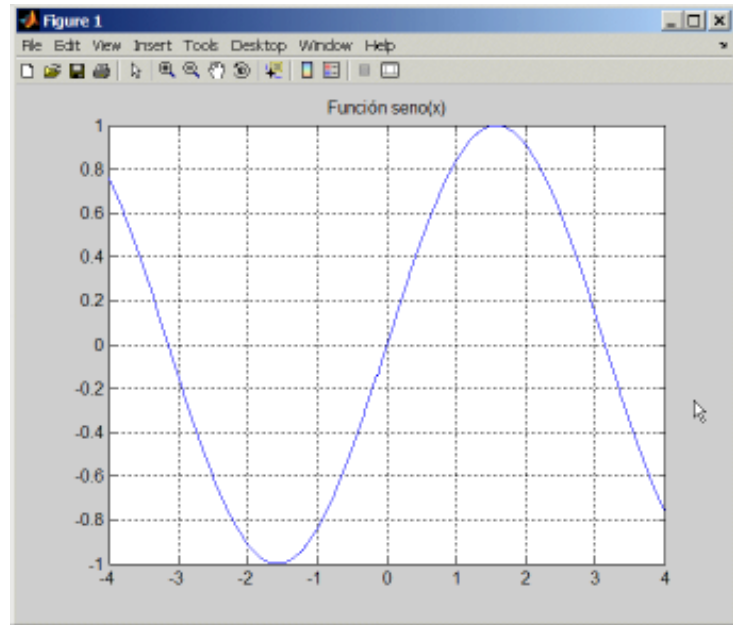 Figure 1
File Edit View Insert Tools Desktop Window Help
Función seno(x)
1
0.8
0.6
0.4
0.2
0
-0.2
-0.4
-0.6
-0.8
-1
-4 -3 -2 -1 0 1 2 3 4